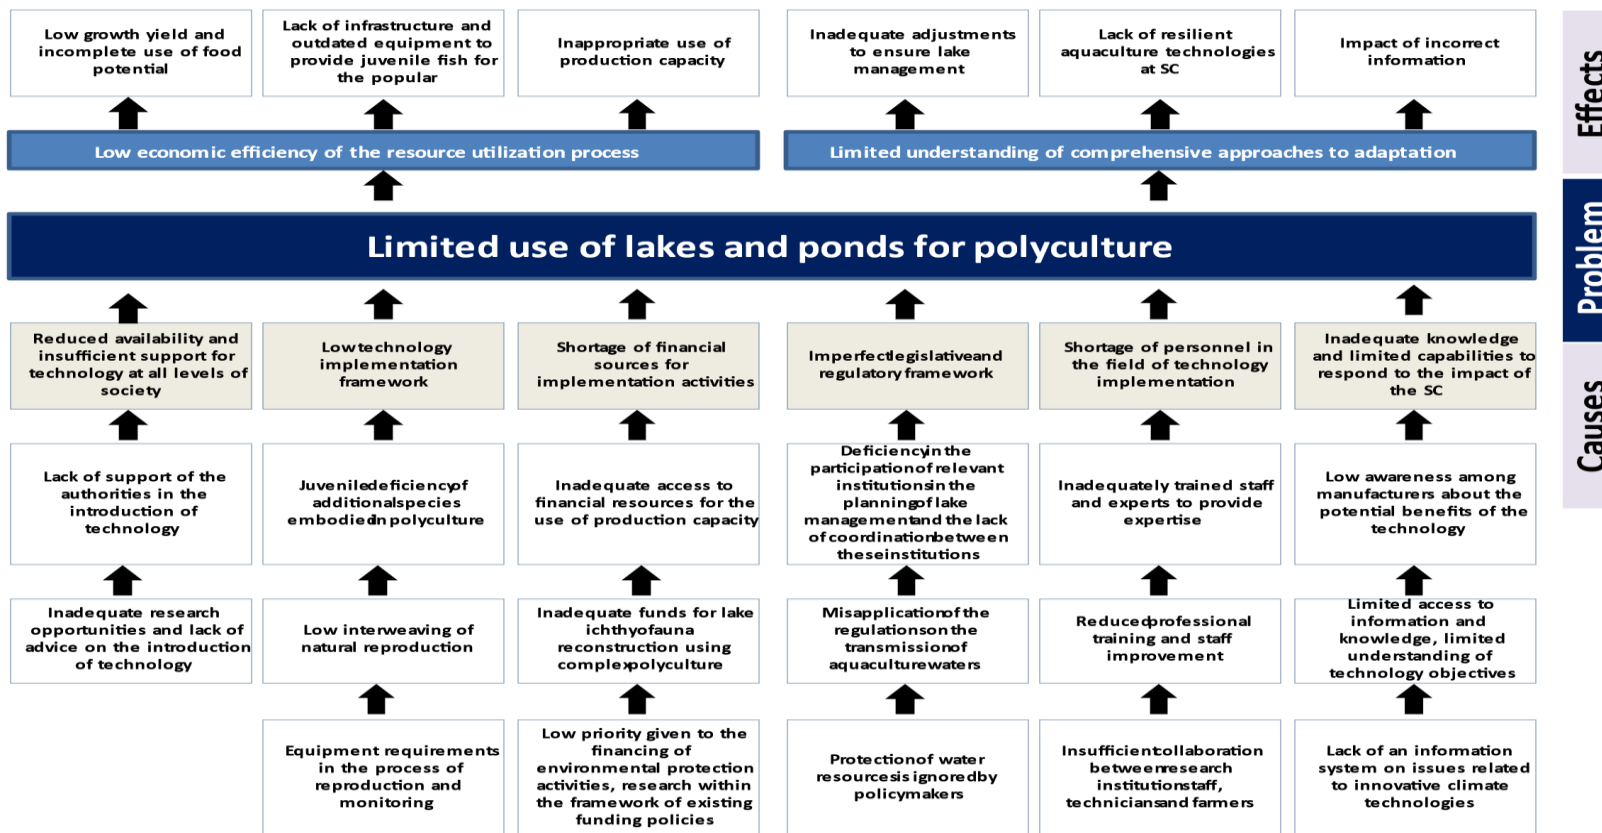 Low growth yield and
incomplete use of food
potential
Lack of infrastructure and
outdated equipment to
provide juvenile fish for
the popular
Inappropriate use of
production capacity
Inadequate adjustments
to ensure lake
management
Lack of resilient
aquaculture technologies
at SC
Impact of incorrect
information
Effects
Low economic efficiency of the resource utilization process
Limited understanding of comprehensive approaches to adaptation
Limited use of lakes and ponds for polyculture
Problem
Reduced availability and
insufficient support for
technology at all levels of
society
Low technology
implementation
framework
Shortage of financial
sources for
implementation activities
Imperfect legislative and
regulatory framework
Shortage of personnel in
the field of technology
implementation
Inadequate knowledge
and limited capabilities to
respond to the impact of
the SC
Causes
Lack of support of the
authorities in the
introduction of
technology
Juvenile deficiency of
additional species
embodied in polyculture
Inadequate access to
financial resources for the
use of production capacity
Deficiency in the
participation of relevant
institutions in the
planning of lake
management and the lack
of coordination between
these institutions
Inadequately trained staff
and experts to provide
expertise
Low awareness among
manufacturers about the
potential benefits of the
technology
Inadequate research
opportunities and lack of
advice on the introduction
of technology
Low interweaving of
natural reproduction
Inadequate funds for lake
ichthyofauna
reconstruction using
complex polyculture
Misapplication of the
regulations on the
transmission of
aquaculture waters
Reduced professional
training and staff
improvement
Limited access to
information and
knowledge, limited
understanding of
technology objectives
Equipment requirements
in the process of
reproduction and
monitoring
Low priority given to the
financing of
environmental protection
activities, research within
the framework of existing
funding policies
Protection of water
resources is ignored by
policymakers
Insufficient collaboration
between research
institution staff,
technicians and farmers
Lack of an information
system on issues related
to innovative climate
technologies